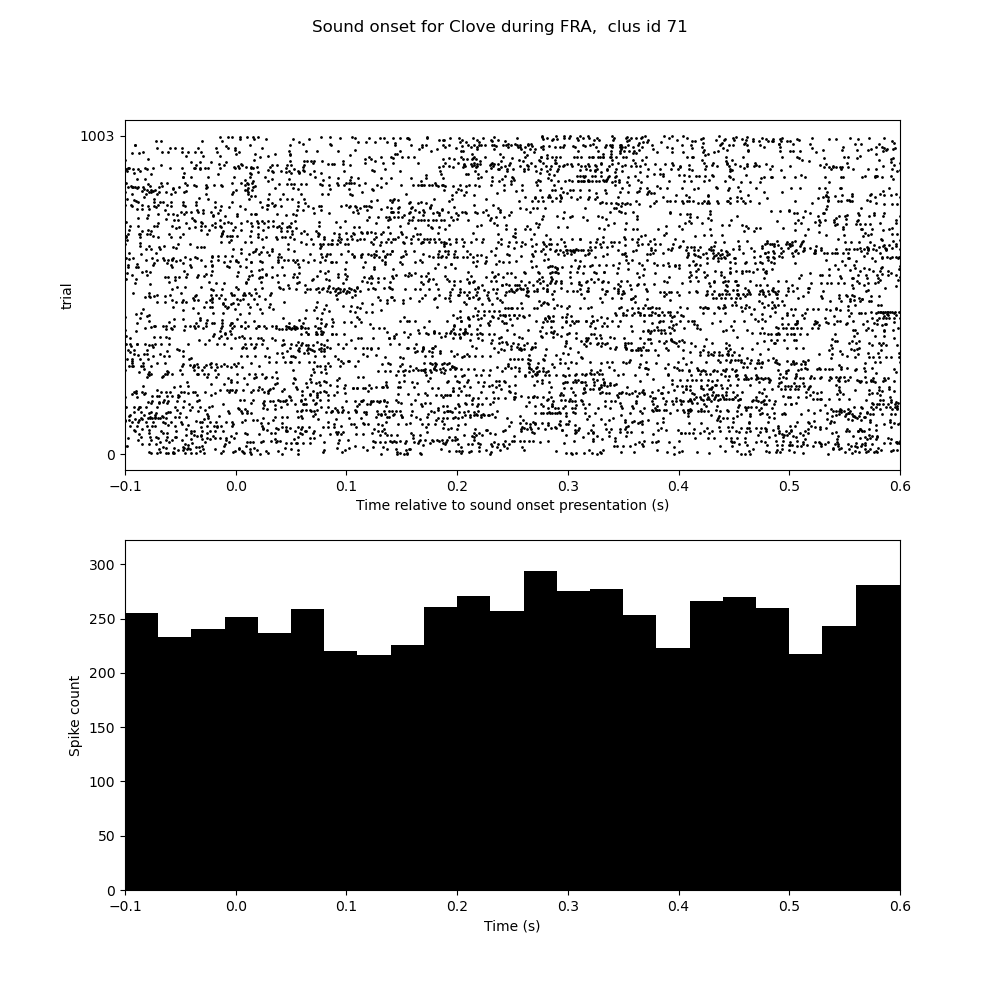 Sound onset for Clove during FRA,  clus id 71
1003
trial
0
−0.1 0.0 0.1 0.2 0.3 0.4 0.5 0.6
Time relative to sound onset presentation (s)
300
250
200
150
100
50
0
Spike count
−0.1 0.0 0.1 0.2 0.3 0.4 0.5 0.6
Time (s)